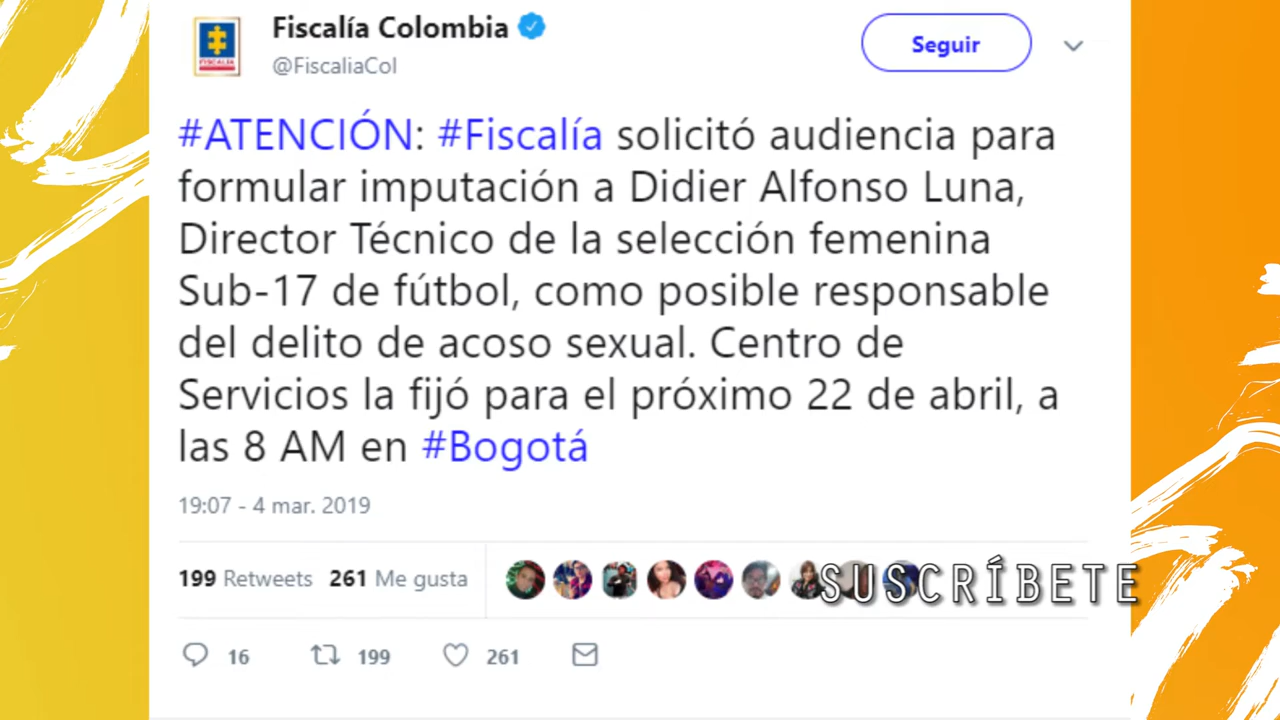 Fiscalía Colombia
Seguir
FISCALIA
@FiscaliaCol
#ATENCIÓN: #Fiscalía solicitó audiencia para
formular imputación a Didier Alfonso Luna,
Director Técnico de la selección femenina
Sub-17 de fútbol, como posible responsable
del delito de acoso sexual. Centro de
Servicios la fijó para el próximo 22 de abril, a
las 8 AM en #Bogotá
19:07 - 4 mar. 2019
199 Retweets 261 Me gusta
SUSCRÍBETE
16 199 261